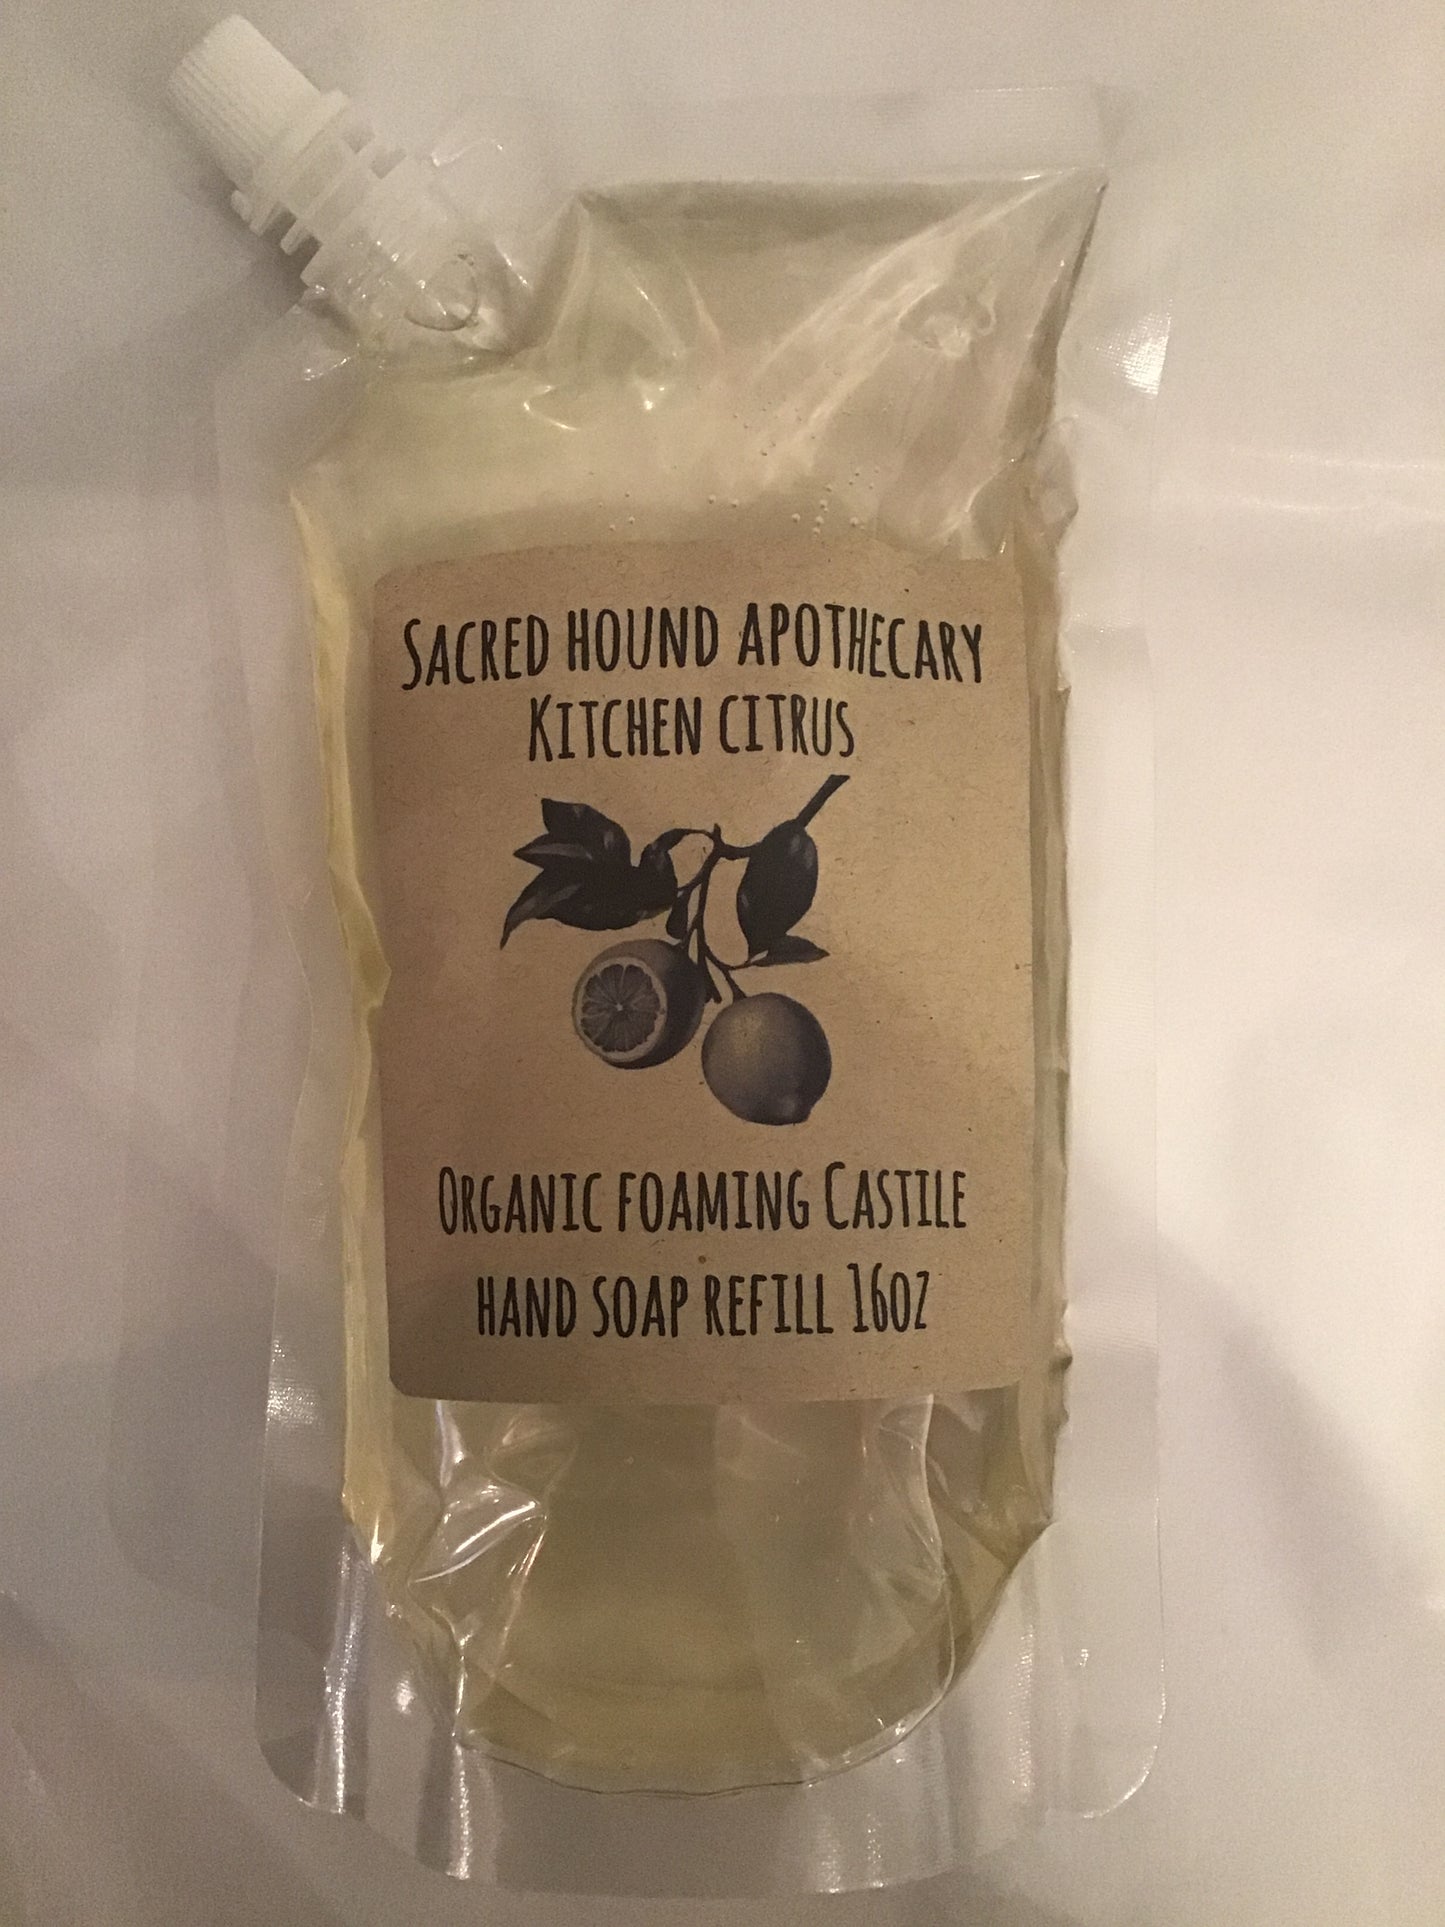 SACRED HOUND APOTHECARY
KITCHEN CITRUS
ORGANIC FOAMING CASTILE
HAND SOAP REFILL 16OZ